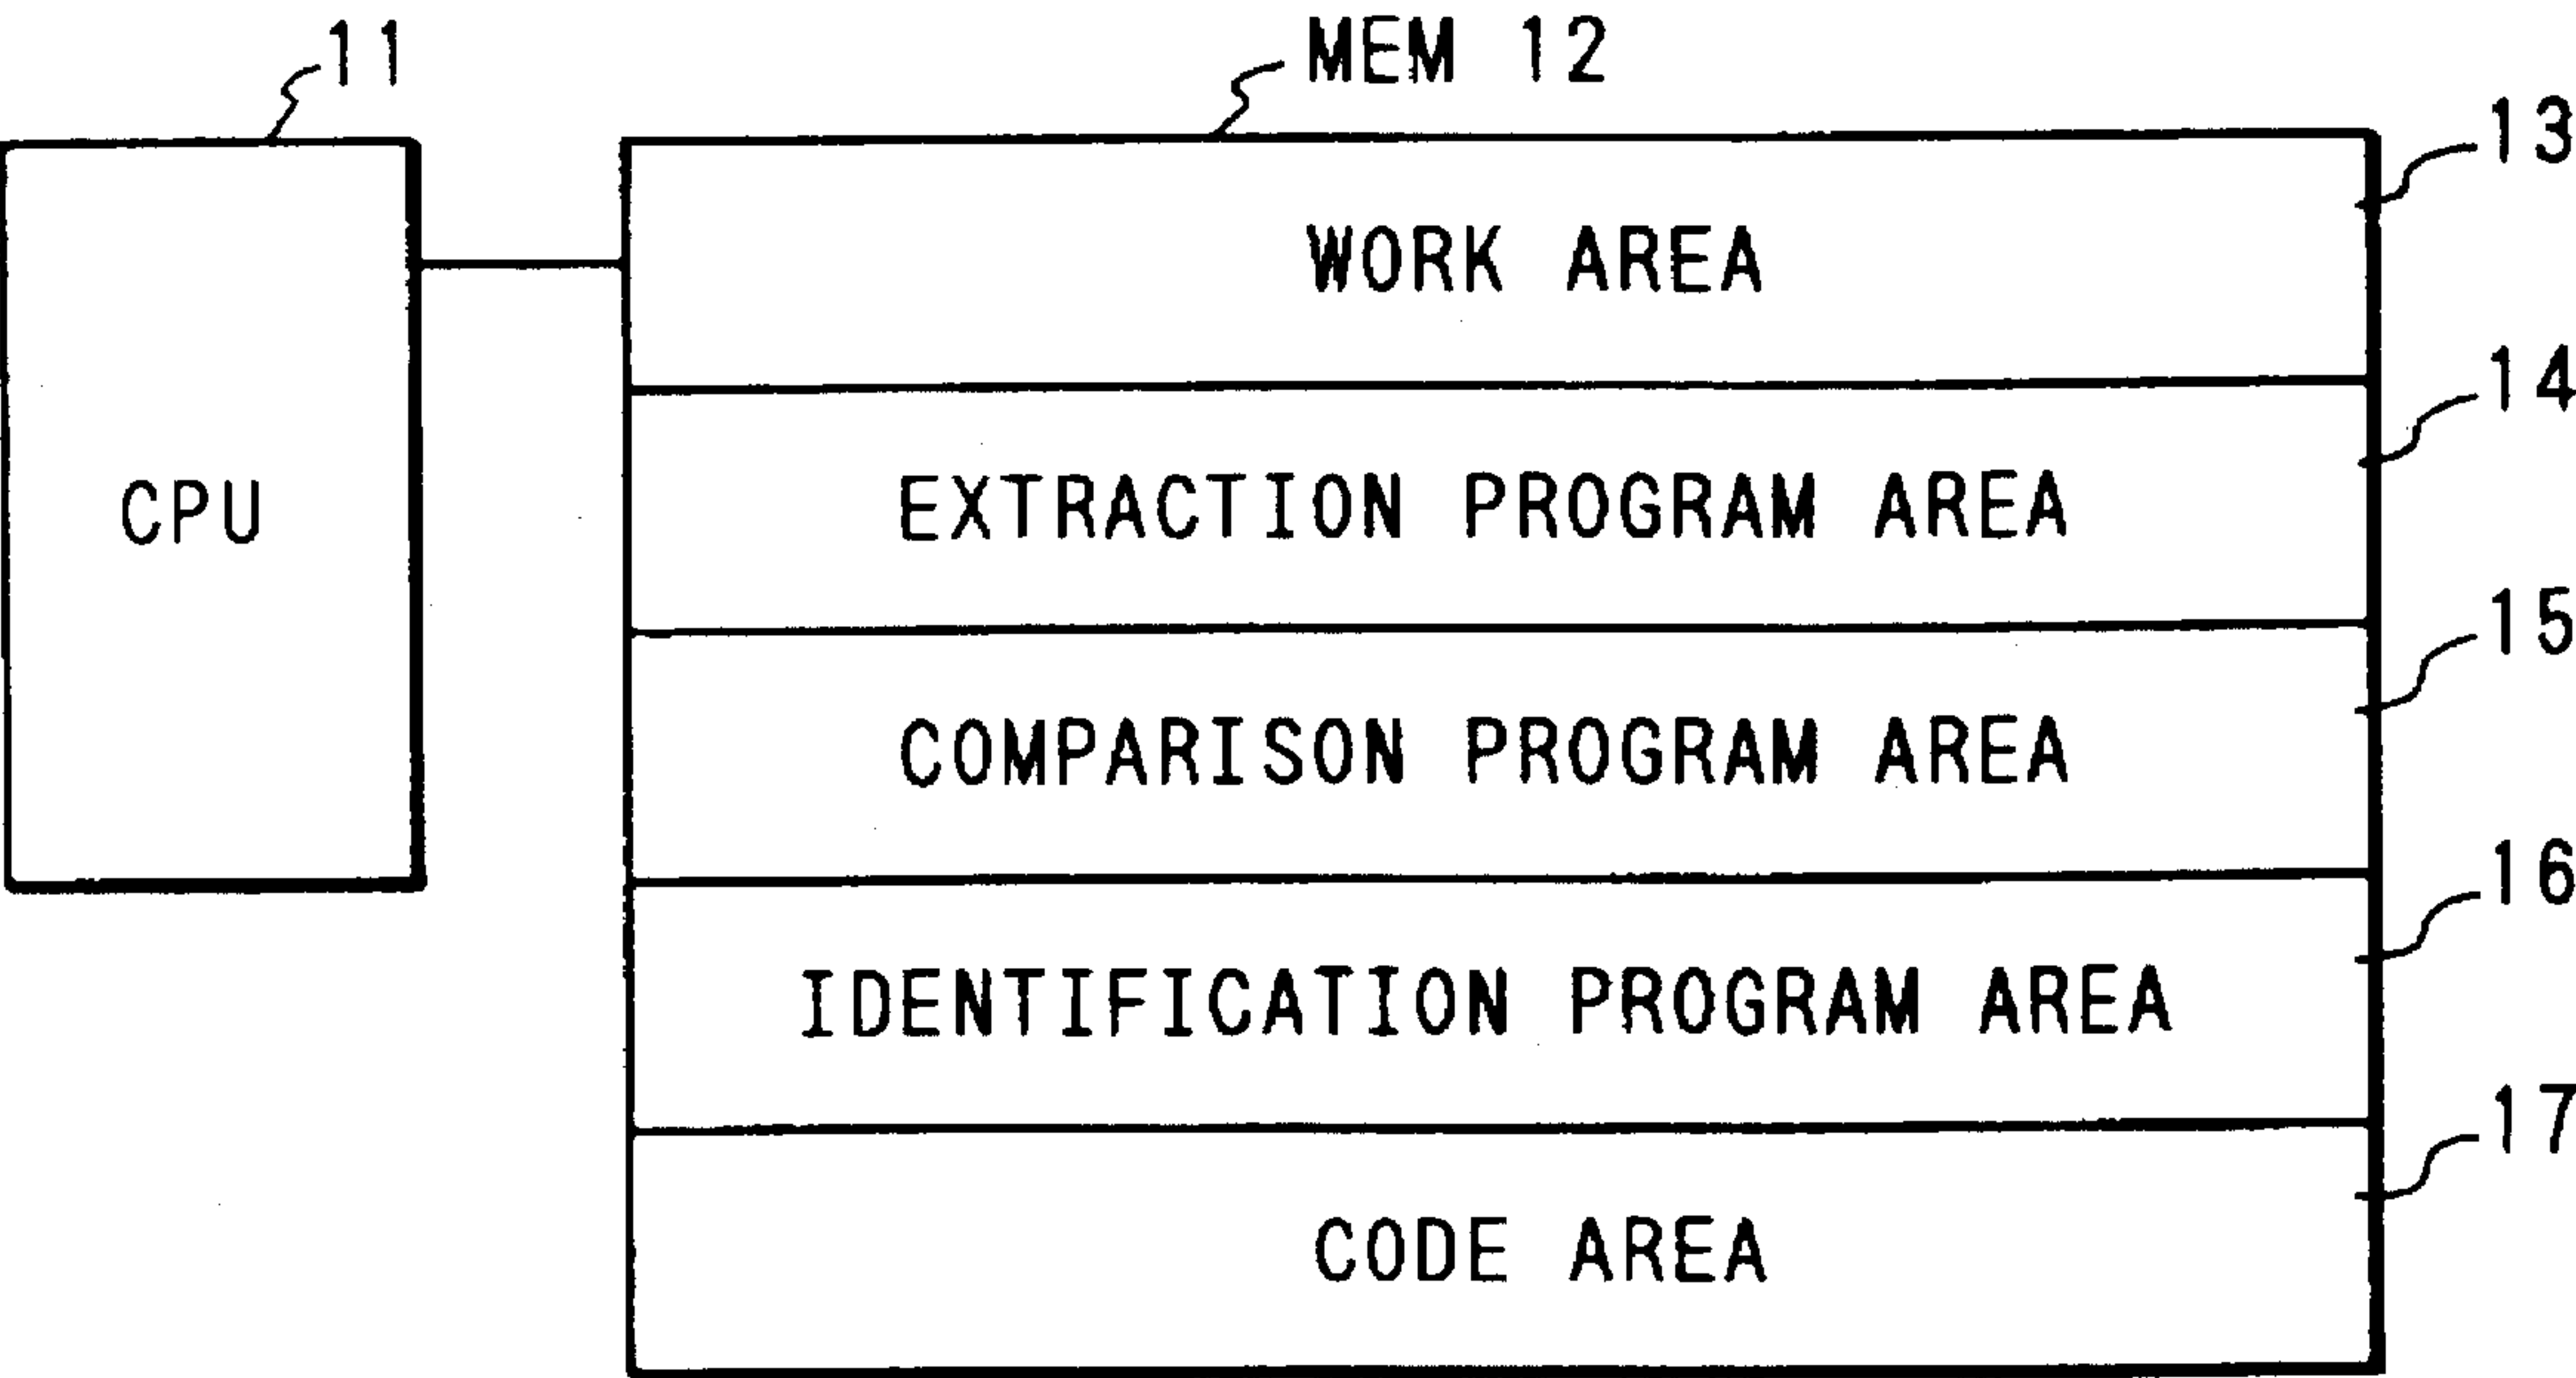 11
MEM 12
13
WORK AREA
14
CPU
EXTRACTION PROGRAM AREA
15
COMPARISON PROGRAM AREA
16
IDENTIFICATION PROGRAM AREA
17
CODE AREA